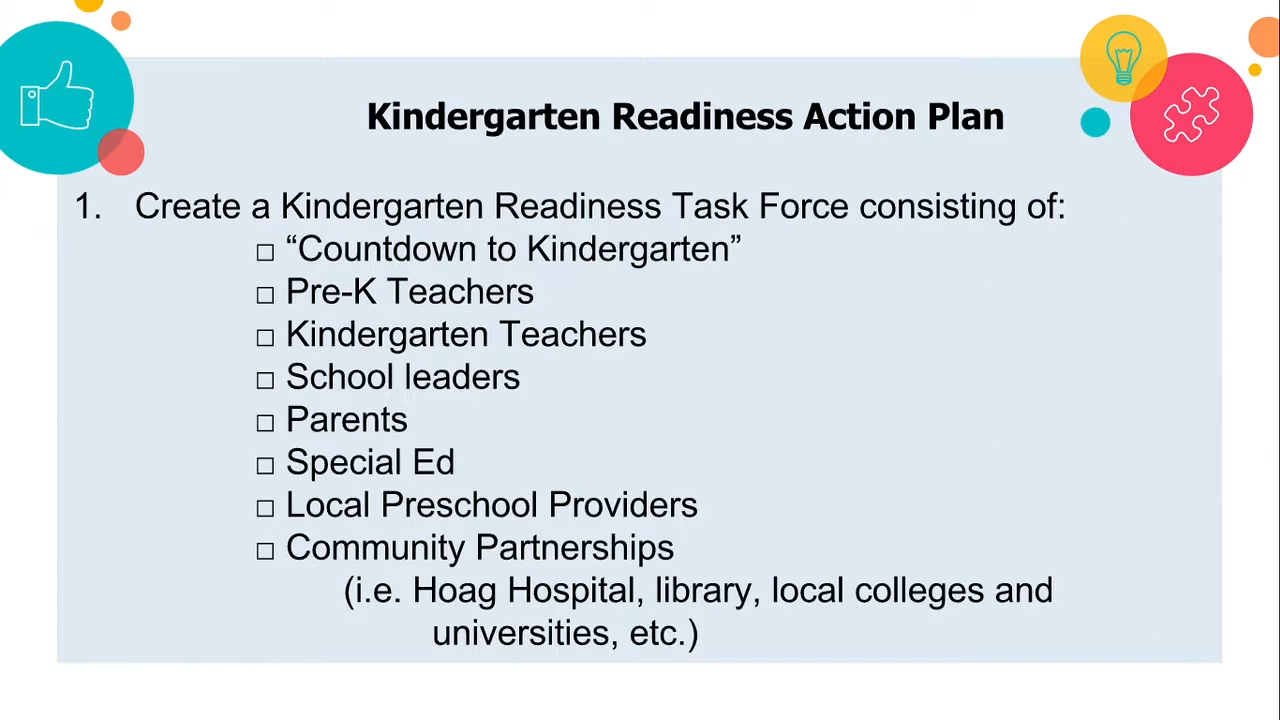 Kindergarten Readiness Action Plan
1. Create a Kindergarten Readiness Task Force consisting of:
□ “Countdown to Kindergarten”
□ Pre-K Teachers
□ Kindergarten Teachers
□ School leaders
□ Parents
□ Special Ed
□ Local Preschool Providers
□ Community Partnerships
(i.e. Hoag Hospital, library, local colleges and
universities, etc.)